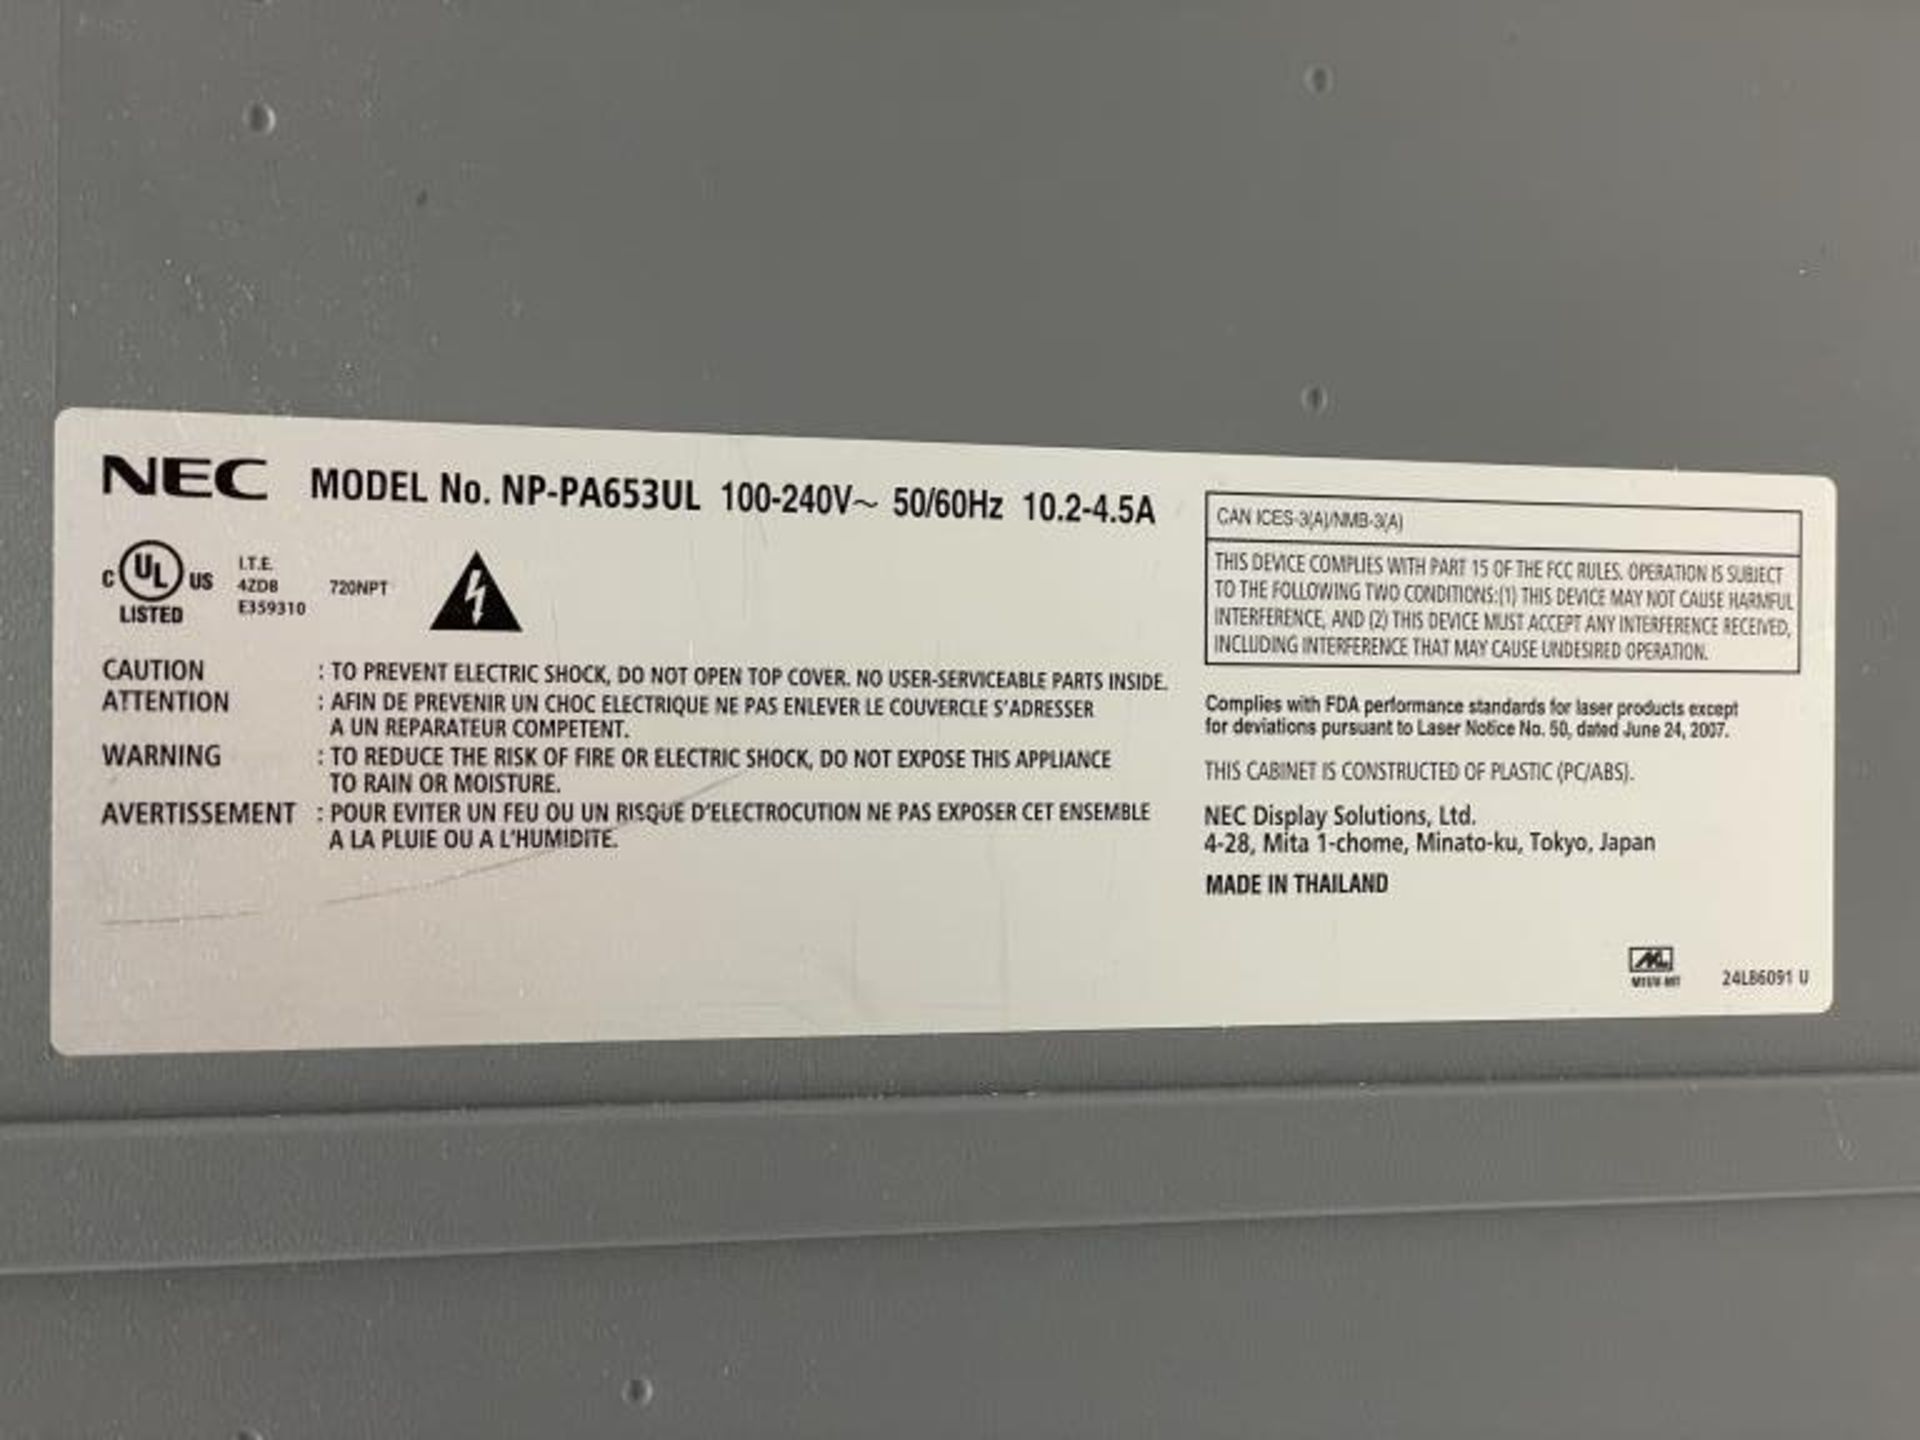 NEC MODEL No. NP-PA653UL 100-240V~ 50/60Hz 10.2-4.5A
C UL US LISTED
I.T.E.
4ZDB
E359310
720NPT
CAUTION : TO PREVENT ELECTRIC SHOCK, DO NOT OPEN TOP COVER. NO USER-SERVICEABLE PARTS INSIDE.
ATTENTION : AFIN DE PREVENIR UN CHOC ELECTRIQUE NE PAS ENLEVER LE COUVERCLE S'ADRESSER
A UN REPARATEUR COMPETENT.
WARNING : TO REDUCE THE RISK OF FIRE OR ELECTRIC SHOCK, DO NOT EXPOSE THIS APPLIANCE
TO RAIN OR MOISTURE.
AVERTISSEMENT : POUR EVITER UN FEU OU UN RISQUE D'ELECTROCUTION NE PAS EXPOSER CET ENSEMBLE
A LA PLUIE OU A L'HUMIDITE.
CAN ICES-3(A)/NMB-3(A)
THIS DEVICE COMPLIES WITH PART 15 OF THE FCC RULES. OPERATION IS SUBJECT
TO THE FOLLOWING TWO CONDITIONS:(1) THIS DEVICE MAY NOT CAUSE HARMFUL
INTERFERENCE, AND (2) THIS DEVICE MUST ACCEPT ANY INTERFERENCE RECEIVED,
INCLUDING INTERFERENCE THAT MAY CAUSE UNDESIRED OPERATION.
Complies with FDA performance standards for laser products except
for deviations pursuant to Laser Notice No. 50, dated June 24, 2007.
THIS CABINET IS CONSTRUCTED OF PLASTIC (PC/ABS).
NEC Display Solutions, Ltd.
4-28, Mita 1-chome, Minato-ku, Tokyo, Japan
MADE IN THAILAND
24LB6091 U